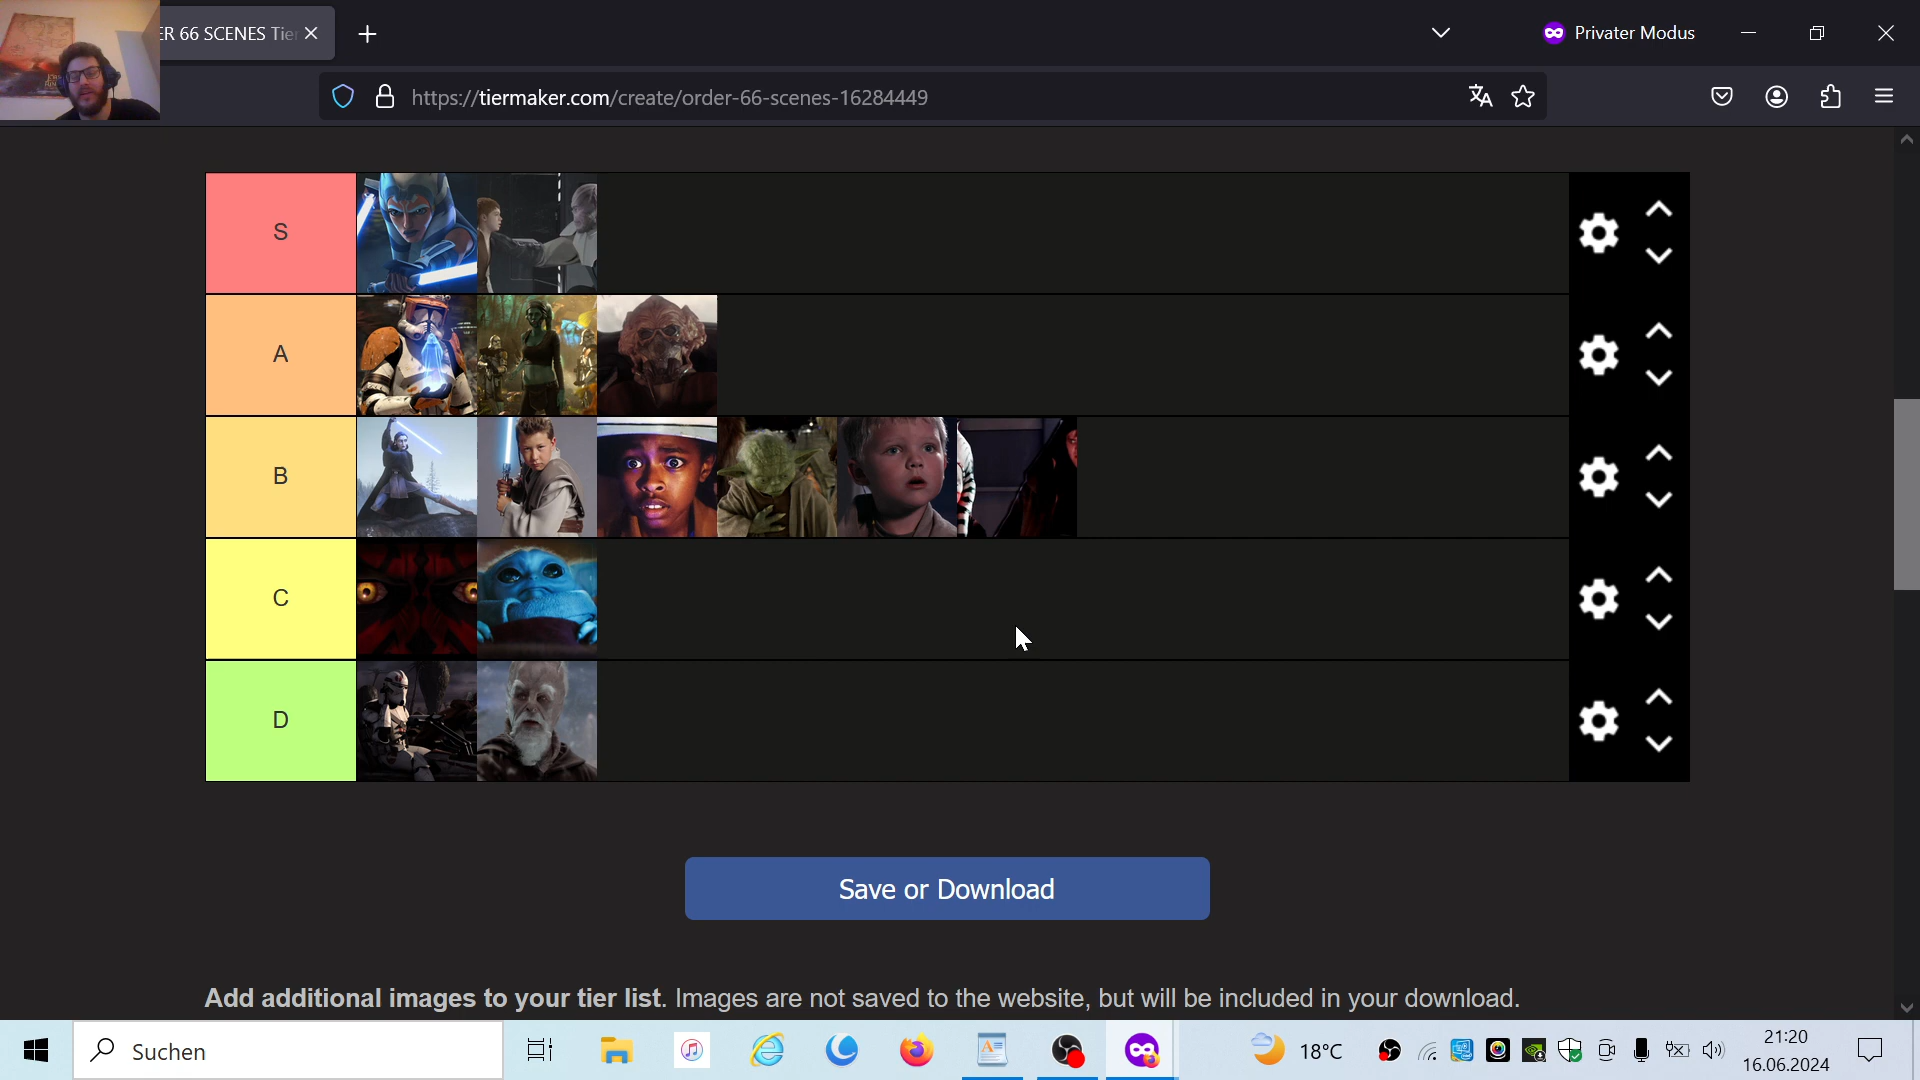 ER 66 SCENES Tie
Privater Modus
https://tiermaker.com/create/order-66-scenes-16284449
S
A
B
C
D
Save or Download
Add additional images to your tier list. Images are not saved to the website, but will be included in your download.
Suchen
18°C
21:20
16.06.2024